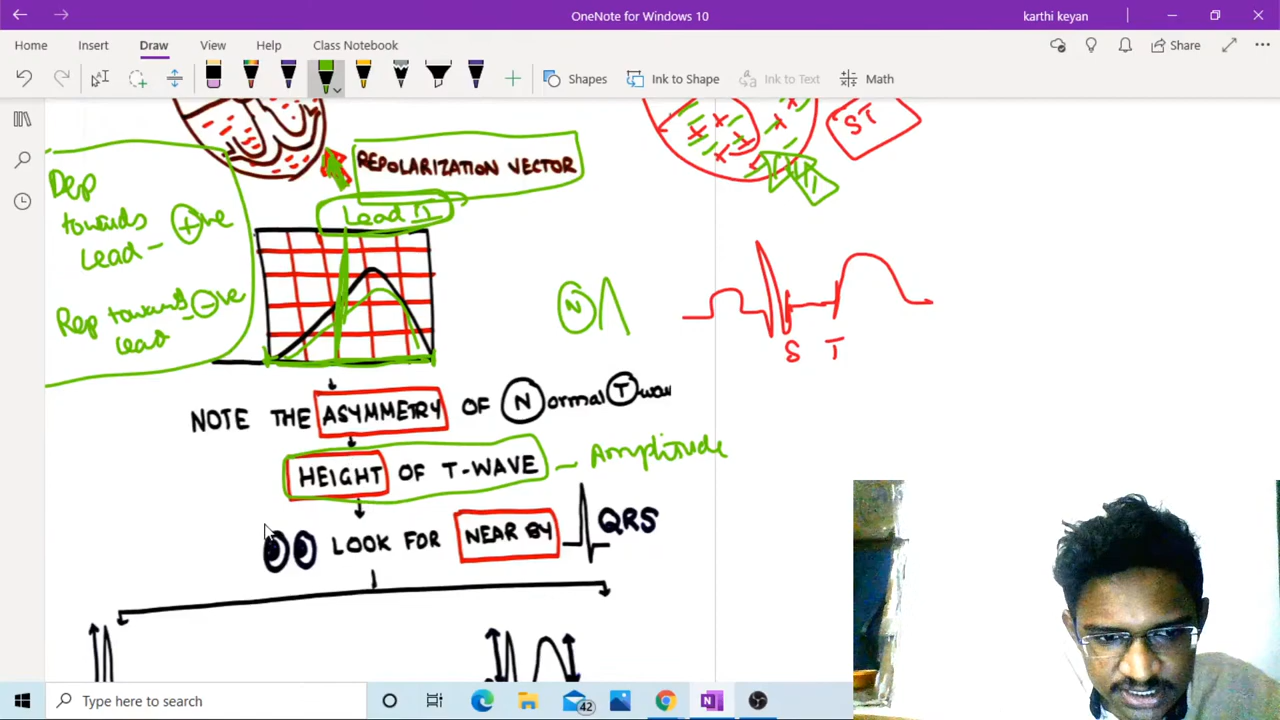 OneNote for Windows 10
karthi keyan
Home
Insert
Draw
View
Help
Class Notebook
Share
Shapes
Ink to Shape
Ink to Text
Math
REPOLARIZATION VECTOR
ST
Dep
towards
Lead - +ve
Rep towards -ve
lead
Lead II
N
S T
NOTE THE ASYMMETRY OF Normal T wav
HEIGHT OF T-WAVE - Amplitude
LOOK FOR NEAR BY QRS
Type here to search
42